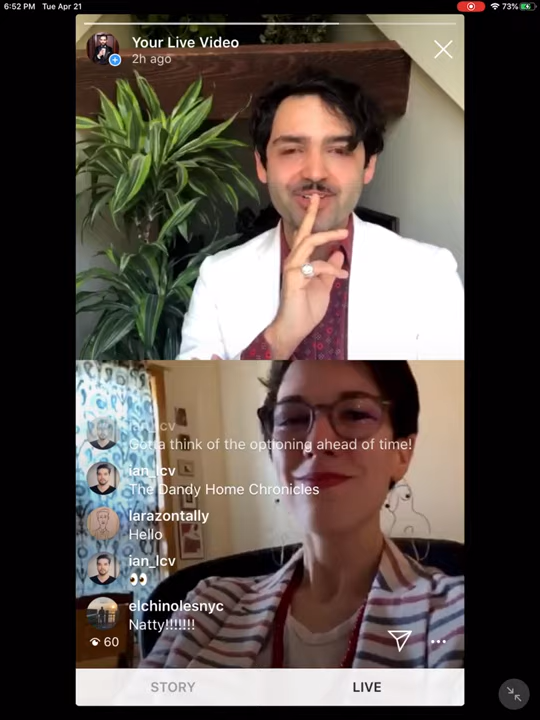 6:52 PM Tue Apr 21
73%
Your Live Video
2h ago
ian_lcv
Gotta think of the optioning ahead of time!
ian_lcv
The Dandy Home Chronicles
larazontally
Hello
ian_lcv
👀
elchinolesnyc
Natty!!!!!!!
60
STORY
LIVE